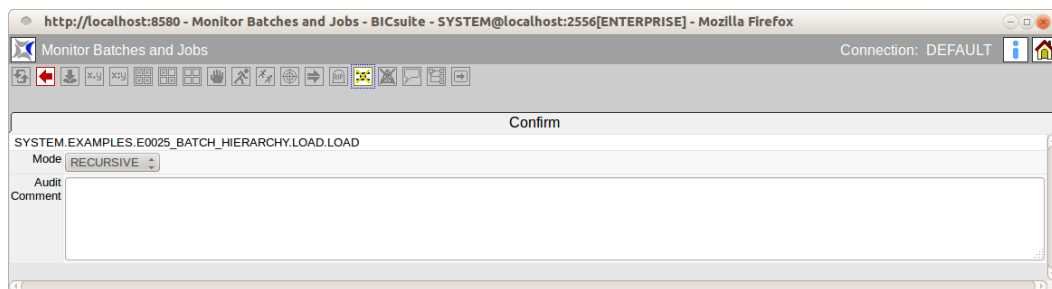 http://localhost:8580 - Monitor Batches and Jobs - BICsuite - SYSTEM@localhost:2556[ENTERPRISE] - Mozilla Firefox
Monitor Batches and Jobs
Connection: DEFAULT
x+y x=y RIP
Confirm
SYSTEM.EXAMPLES.E0025_BATCH_HIERARCHY.LOAD.LOAD
Mode RECURSIVE
Audit
Comment